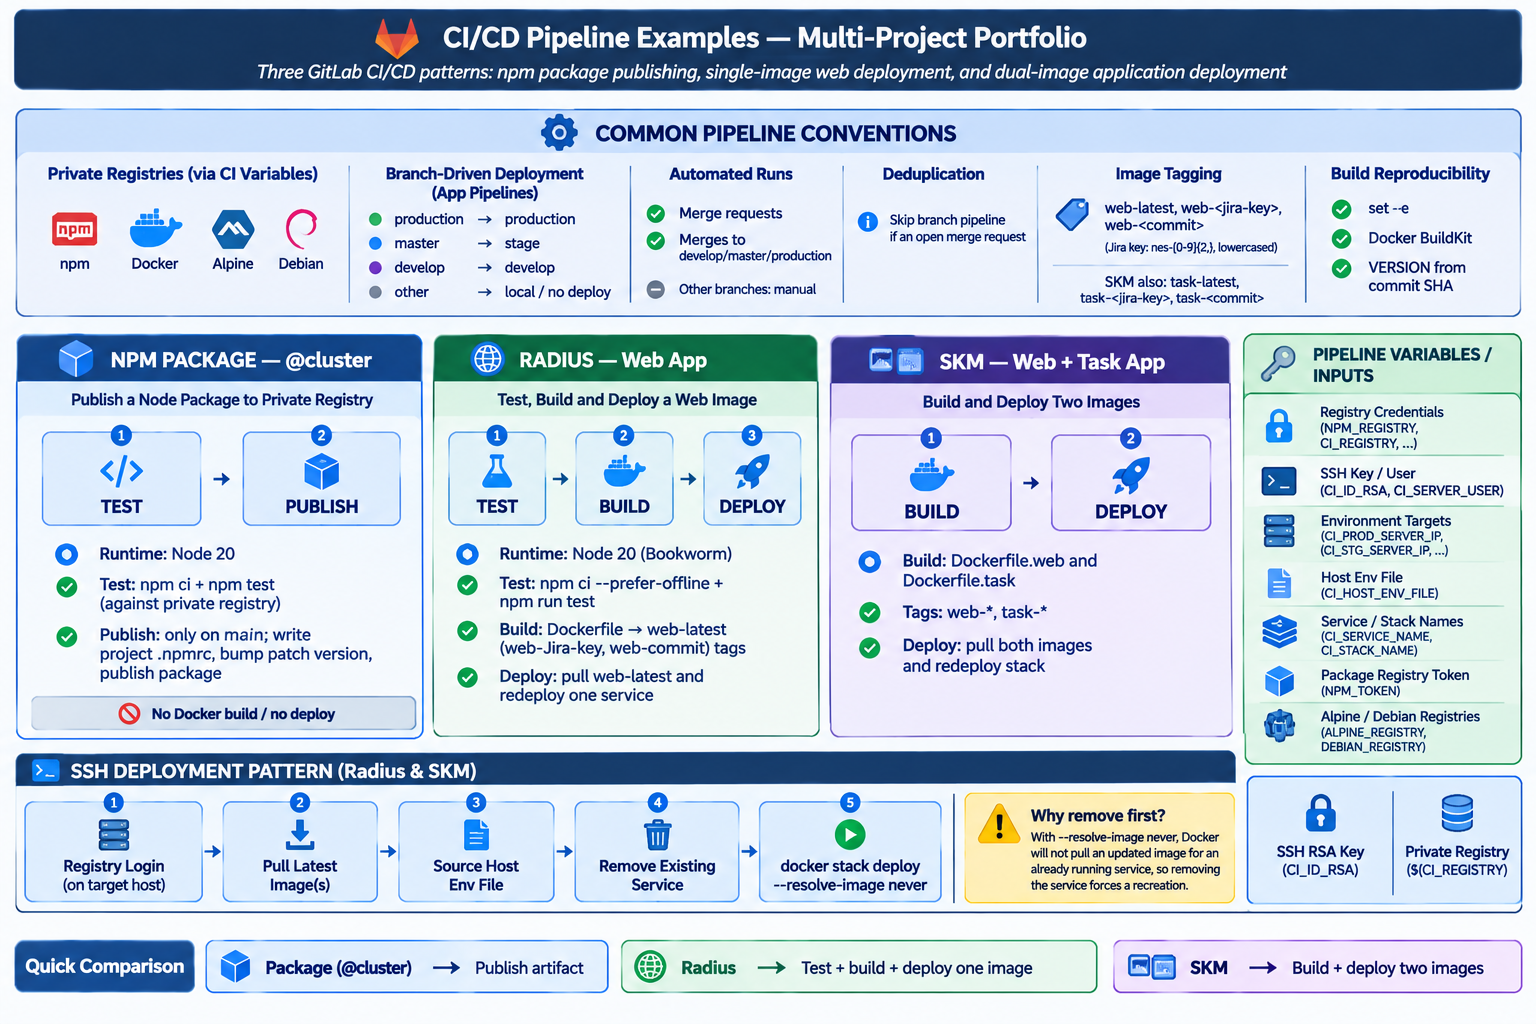 CI/CD Pipeline Examples — Multi-Project Portfolio
Three GitLab CI/CD patterns: npm package publishing, single-image web deployment, and dual-image application deployment
COMMON PIPELINE CONVENTIONS
Private Registries (via CI Variables)
npm
npm
Docker
Alpine
Debian
Branch-Driven Deployment
(App Pipelines)
production → production
master → stage
develop → develop
other → local / no deploy
Automated Runs
Merge requests
Merges to
develop/master/production
Other branches: manual
Deduplication
Skip branch pipeline
if an open merge request
Image Tagging
web-latest, web-<jira-key>,
web-<commit>
(Jira key: nes-(0-9]{2,}, lowercased)
SKM also: task-latest,
task-<jira-key>, task-<commit>
Build Reproducibility
set --e
Docker BuildKit
VERSION from
commit SHA
NPM PACKAGE — @cluster
Publish a Node Package to Private Registry
1
TEST
→
2
PUBLISH
Runtime: Node 20
Test: npm ci + npm test
(against private registry)
Publish: only on main; write
project .npmrc, bump patch version,
publish package
No Docker build / no deploy
RADIUS — Web App
Test, Build and Deploy a Web Image
1
TEST
→
2
BUILD
→
3
DEPLOY
Runtime: Node 20 (Bookworm)
Test: npm ci --prefer-offline +
npm run test
Build: Dockerfile → web-latest
(web-Jira-key, web-commit) tags
Deploy: pull web-latest and
redeploy one service
SKM — Web + Task App
Build and Deploy Two Images
1
BUILD
→
2
DEPLOY
Build: Dockerfile.web and
Dockerfile.task
Tags: web-*, task-*
Deploy: pull both images
and redeploy stack
PIPELINE VARIABLES /
INPUTS
Registry Credentials
(NPM_REGISTRY,
CI_REGISTRY, ...)
SSH Key / User
(CI_ID_RSA, CI_SERVER_USER)
Environment Targets
(CI_PROD_SERVER_IP,
(CI_STG_SERVER_IP, ...)
Host Env File
(CI_HOST_ENV_FILE)
Service / Stack Names
(CI_SERVICE_NAME,
CI_STACK_NAME)
Package Registry Token
(NPM_TOKEN)
Alpine / Debian Registries
(ALPINE_REGISTRY,
DEBIAN_REGISTRY)
SSH DEPLOYMENT PATTERN (Radius & SKM)
1
Registry Login
(on target host)
→
2
Pull Latest
Image(s)
→
3
Source Host
Env File
→
4
Remove Existing
Service
→
5
docker stack deploy
--resolve-image never
Why remove first?
With --resolve-image never, Docker
will not pull an updated image for an
already running service, so removing
the service forces a recreation.
SSH RSA Key
(CI_ID_RSA)
Private Registry
($(CI_REGISTRY)
Quick Comparison
Package (@cluster) → Publish artifact
Radius → Test + build + deploy one image
SKM → Build + deploy two images